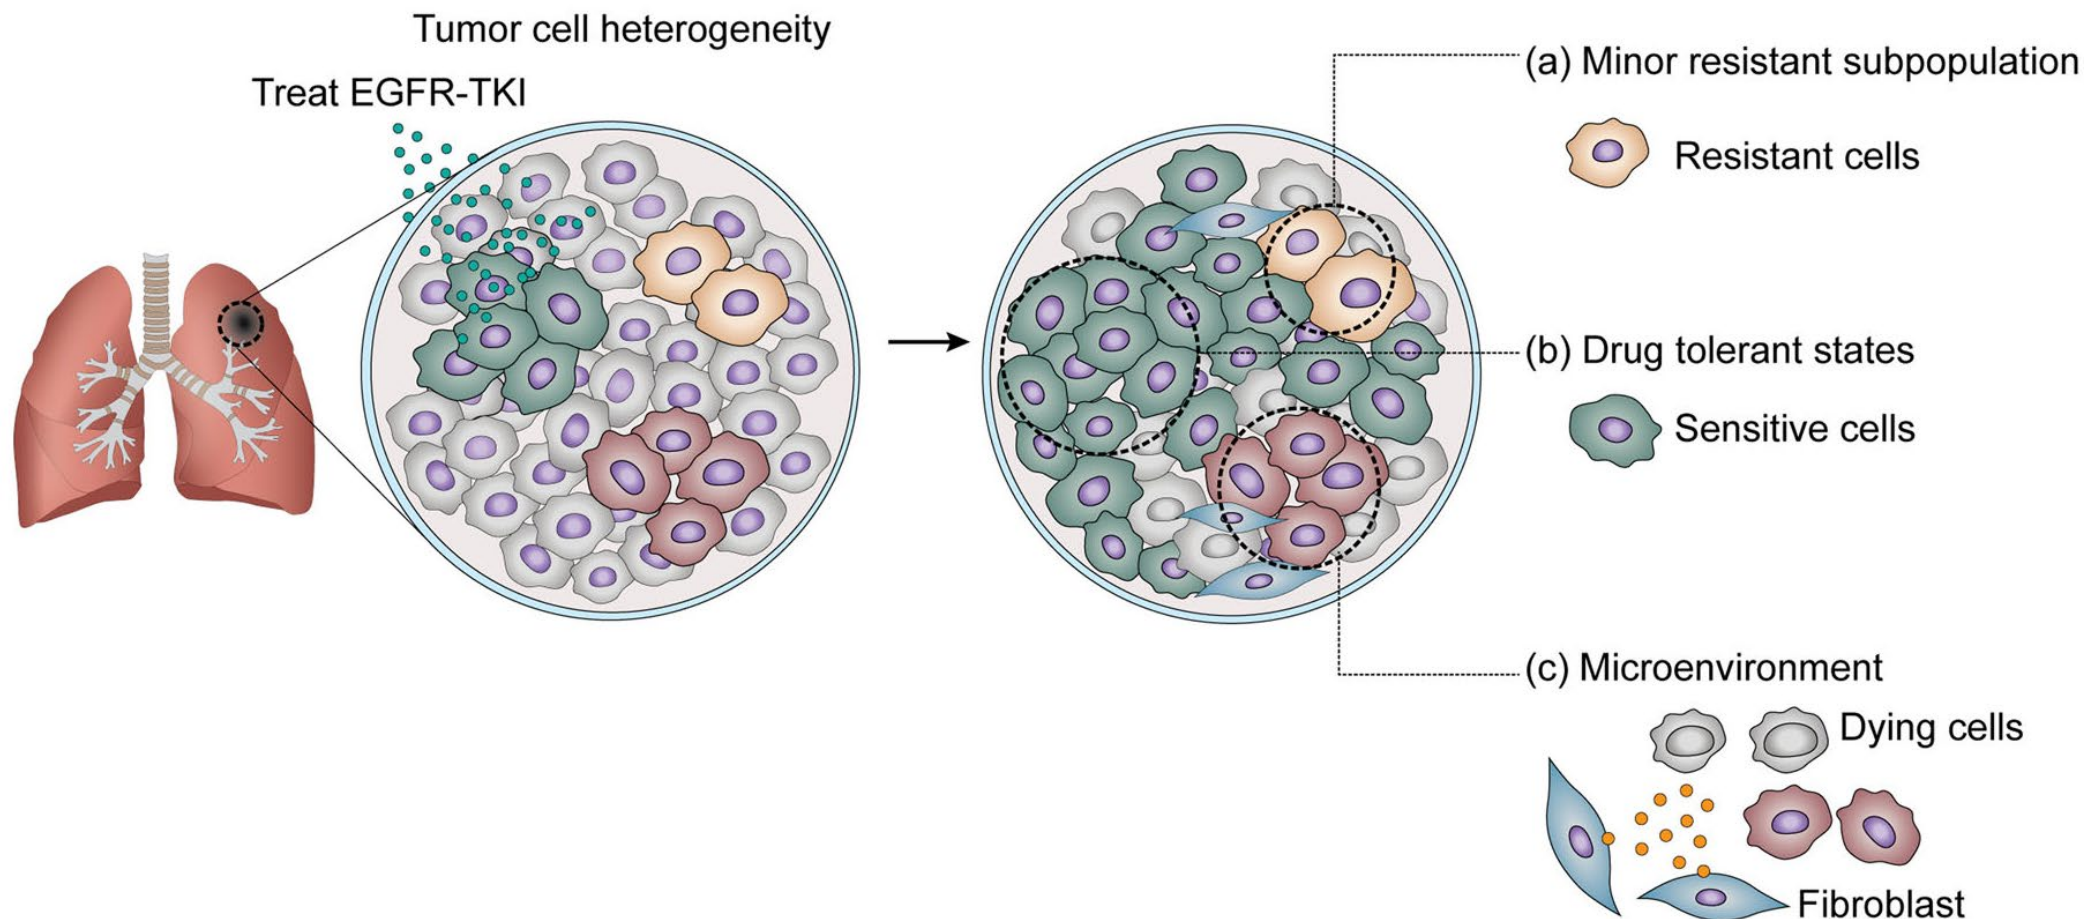 Tumor cell heterogeneity
Treat EGFR-TKI
(a) Minor resistant subpopulation
Resistant cells
(b) Drug tolerant states
Sensitive cells
(c) Microenvironment
Dying cells
Fibroblast